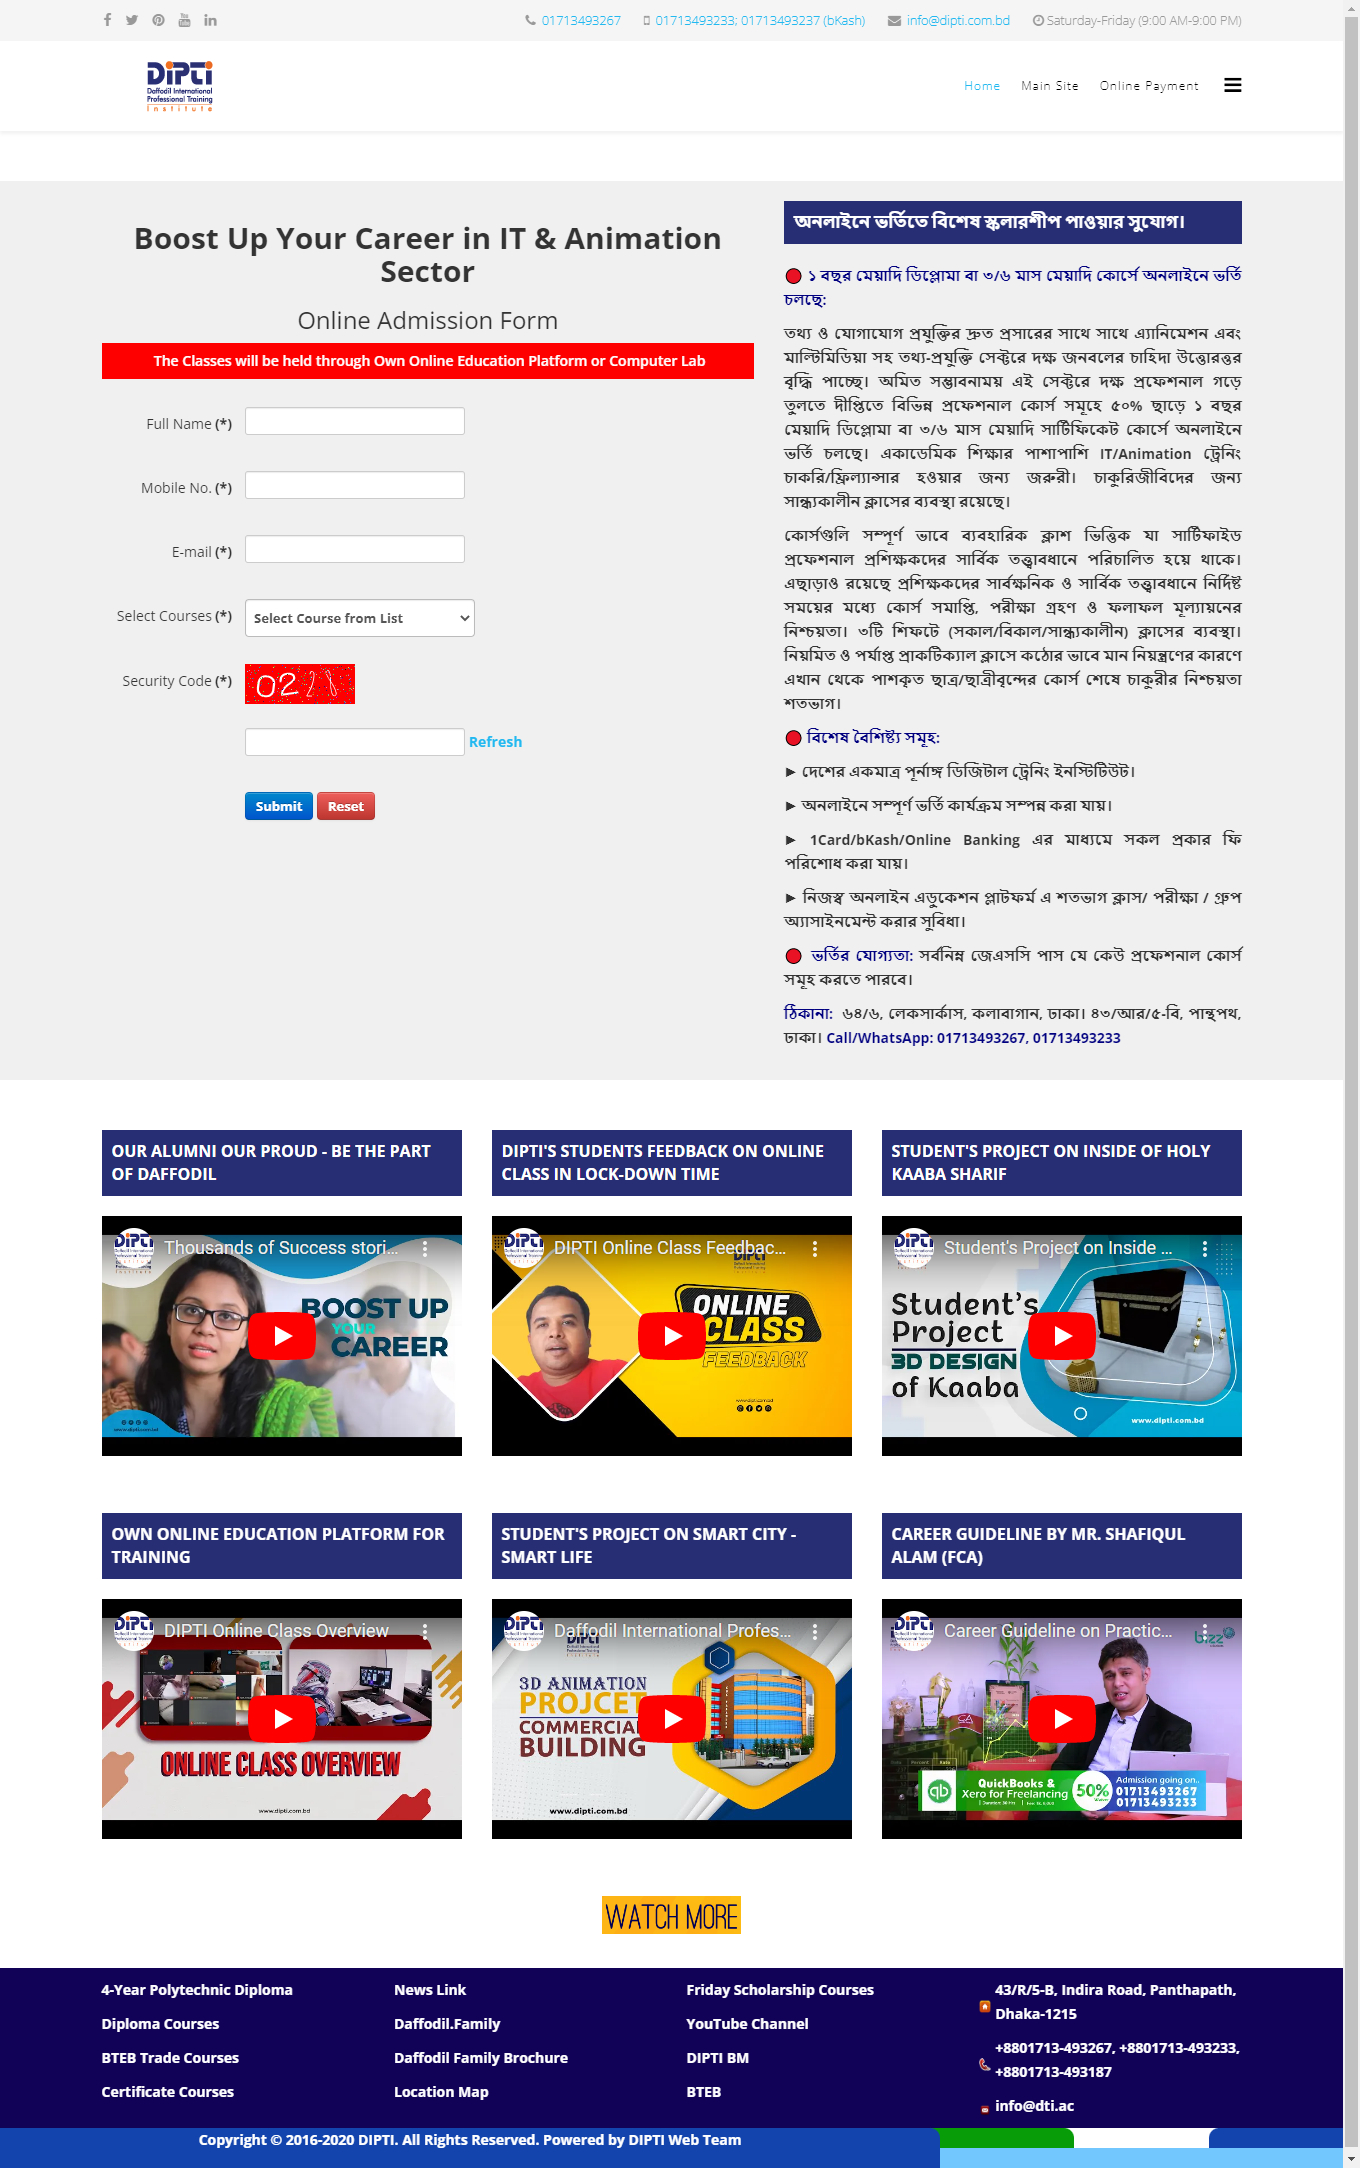 01713493267 01713493233; 01713493237 (bKash) info@dipti.com.bd Saturday-Friday (9:00 AM-9:00 PM)
DIPTI
Daffodil International
Professional Training
Institute
Home Main Site Online Payment
Boost Up Your Career in IT & Animation
Sector
Online Admission Form
The Classes will be held through Own Online Education Platform or Computer Lab
Full Name (*)
Mobile No. (*)
E-mail (*)
Select Courses (*) Select Course from List
Security Code (*)
Refresh
Submit Reset
অনলাইনে ভর্তিতে বিশেষ স্কলারশীপ পাওয়ার সুযোগ।
১ বছর মেয়াদি ডিপ্লোমা বা ৩/৬ মাস মেয়াদি কোর্সে অনলাইনে ভর্তি
চলছে:
তথ্য ও যোগাযোগ প্রযুক্তির দ্রুত প্রসারের সাথে সাথে এ্যানিমেশন এবং
মাল্টিমিডিয়া সহ তথ্য-প্রযুক্তি সেক্টরে দক্ষ জনবলের চাহিদা উত্তোরত্তর
বৃদ্ধি পাচ্ছে। অমিত সম্ভাবনাময় এই সেক্টরে দক্ষ প্রফেশনাল গড়ে
তুলতে দীপ্তিতে বিভিন্ন প্রফেশনাল কোর্স সমূহে ৫০% ছাড়ে ১ বছর
মেয়াদি ডিপ্লোমা বা ৩/৬ মাস মেয়াদি সার্টিফিকেট কোর্সে অনলাইনে
ভর্তি চলছে। একাডেমিক শিক্ষার পাশাপাশি IT/Animation ট্রেনিং
চাকরি/ফ্রিল্যান্সার হওয়ার জন্য জরুরী। চাকুরিজীবিদের জন্য
সান্ধ্যকালীন ক্লাসের ব্যবস্থা রয়েছে।
কোর্সগুলি সম্পূর্ণ ভাবে ব্যবহারিক ক্লাশ ভিত্তিক যা সার্টিফাইড
প্রফেশনাল প্রশিক্ষকদের সার্বিক তত্ত্বাবধানে পরিচালিত হয়ে থাকে।
এছাড়াও রয়েছে প্রশিক্ষকদের সার্বক্ষনিক ও সার্বিক তত্ত্বাবধানে নির্দিষ্ট
সময়ের মধ্যে কোর্স সমাপ্তি, পরীক্ষা গ্রহণ ও ফলাফল মূল্যায়নের
নিশ্চয়তা। ৩টি শিফটে (সকাল/বিকাল/সান্ধ্যকালীন) ক্লাসের ব্যবস্থা।
নিয়মিত ও পর্যাপ্ত প্রাকটিক্যাল ক্লাসে কঠোর ভাবে মান নিয়ন্ত্রণের কারণে
এখান থেকে পাশকৃত ছাত্র/ছাত্রীবৃন্দের কোর্স শেষে চাকুরীর নিশ্চয়তা
শতভাগ।
বিশেষ বৈশিষ্ট্য সমূহ:
► দেশের একমাত্র পূর্নাঙ্গ ডিজিটাল ট্রেনিং ইনস্টিটিউট।
► অনলাইনে সম্পূর্ণ ভর্তি কার্যক্রম সম্পন্ন করা যায়।
► 1Card/bKash/Online Banking এর মাধ্যমে সকল প্রকার ফি
পরিশোধ করা যায়।
► নিজস্ব অনলাইন এডুকেশন প্লাটফর্ম এ শতভাগ ক্লাস/ পরীক্ষা / গ্রুপ
অ্যাসাইনমেন্ট করার সুবিধা।
ভর্তির যোগ্যতা: সর্বনিম্ন জেএসসি পাস যে কেউ প্রফেশনাল কোর্স
সমূহ করতে পারবে।
ঠিকানা: ৬৪/৬, লেকসার্কাস, কলাবাগান, ঢাকা। ৪৩/আর/৫-বি, পান্থপথ,
ঢাকা। Call/WhatsApp: 01713493267, 01713493233
OUR ALUMNI OUR PROUD - BE THE PART
OF DAFFODIL
Thousands of Success stori...
BOOST UP
YOUR
CAREER
www.dipti.com.bd
DIPTI'S STUDENTS FEEDBACK ON ONLINE
CLASS IN LOCK-DOWN TIME
DIPTI Online Class Feedbac...
ONLINE
CLASS
FEEDBACK
STUDENT'S PROJECT ON INSIDE OF HOLY
KAABA SHARIF
Student's Project on Inside ...
Student's
Project
3D DESIGN
of Kaaba
www.dipti.com.bd
OWN ONLINE EDUCATION PLATFORM FOR
TRAINING
DIPTI Online Class Overview
ONLINE CLASS OVERVIEW
www.dipti.com.bd
STUDENT'S PROJECT ON SMART CITY -
SMART LIFE
Daffodil International Profes...
3D ANIMATION
PROJCET
COMMERCIAL
BUILDING
www.dipti.com.bd
CAREER GUIDELINE BY MR. SHAFIQUL
ALAM (FCA)
Career Guideline on Practic...
bizz
CA
qb QuickBooks &
Xero for Freelancing
50%
Admission going on..
01713493267
01713493233
WATCH MORE
4-Year Polytechnic Diploma
Diploma Courses
BTEB Trade Courses
Certificate Courses
News Link
Daffodil.Family
Daffodil Family Brochure
Location Map
Friday Scholarship Courses
YouTube Channel
DIPTI BM
BTEB
43/R/5-B, Indira Road, Panthapath,
Dhaka-1215
+8801713-493267, +8801713-493233,
+8801713-493187
info@dti.ac
Copyright © 2016-2020 DIPTI. All Rights Reserved. Powered by DIPTI Web Team